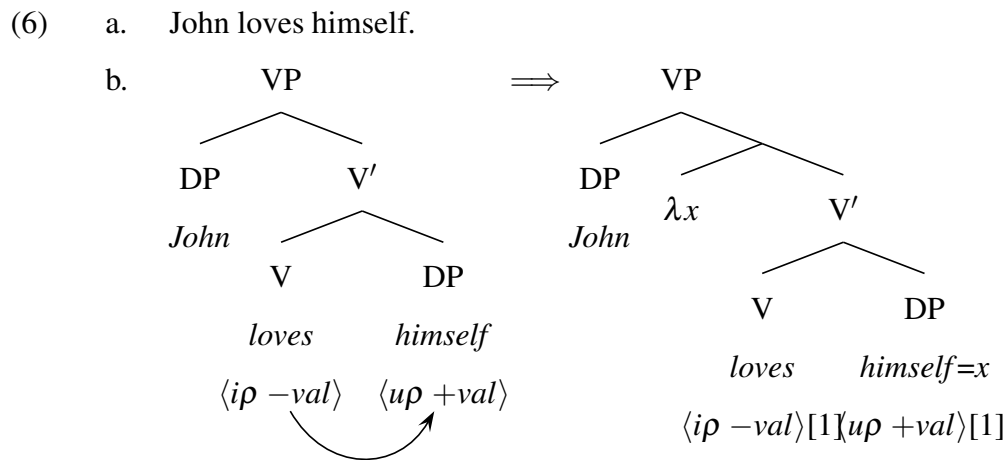 (6) a. John loves himself.
b. VP ⟹ VP
DP V′ DP λx V′
John V DP John
loves himself V DP
⟨iρ −val⟩ ⟨uρ +val⟩ loves himself=x
⟨iρ −val⟩[1]⟨uρ +val⟩[1]